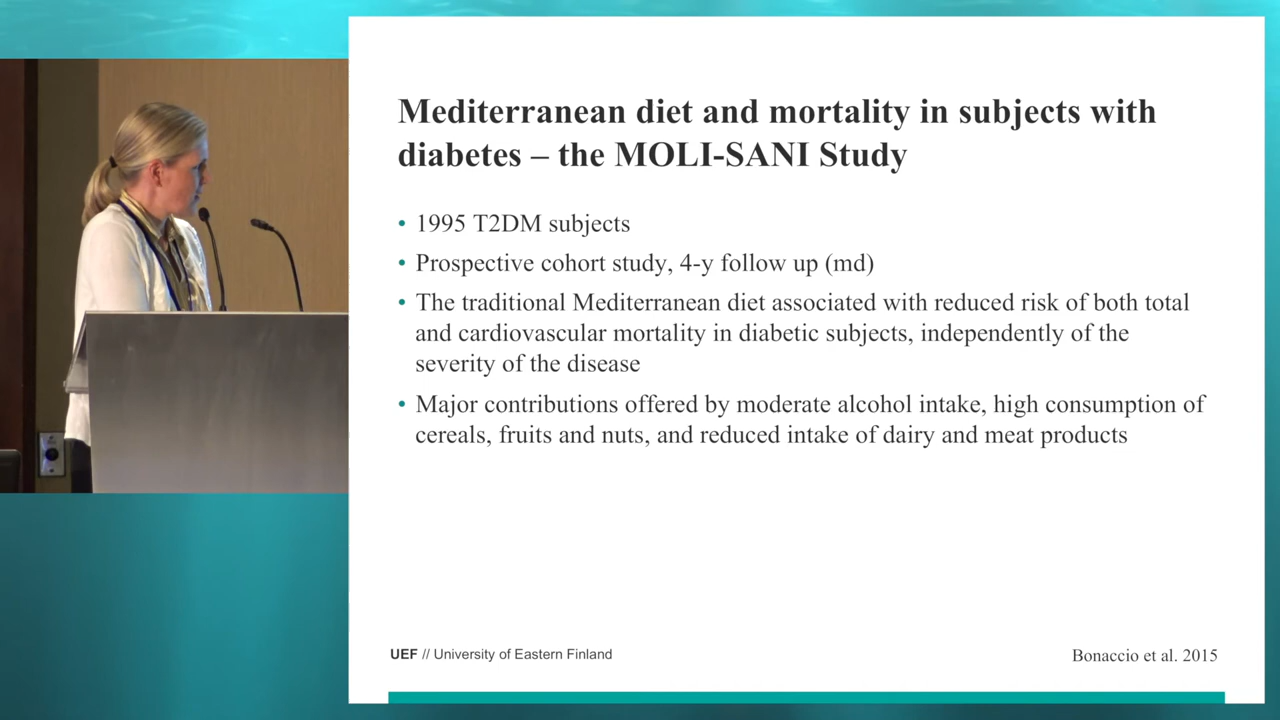 Mediterranean diet and mortality in subjects with
diabetes – the MOLI-SANI Study
• 1995 T2DM subjects
• Prospective cohort study, 4-y follow up (md)
• The traditional Mediterranean diet associated with reduced risk of both total
and cardiovascular mortality in diabetic subjects, independently of the
severity of the disease
• Major contributions offered by moderate alcohol intake, high consumption of
cereals, fruits and nuts, and reduced intake of dairy and meat products
UEF // University of Eastern Finland
Bonaccio et al. 2015